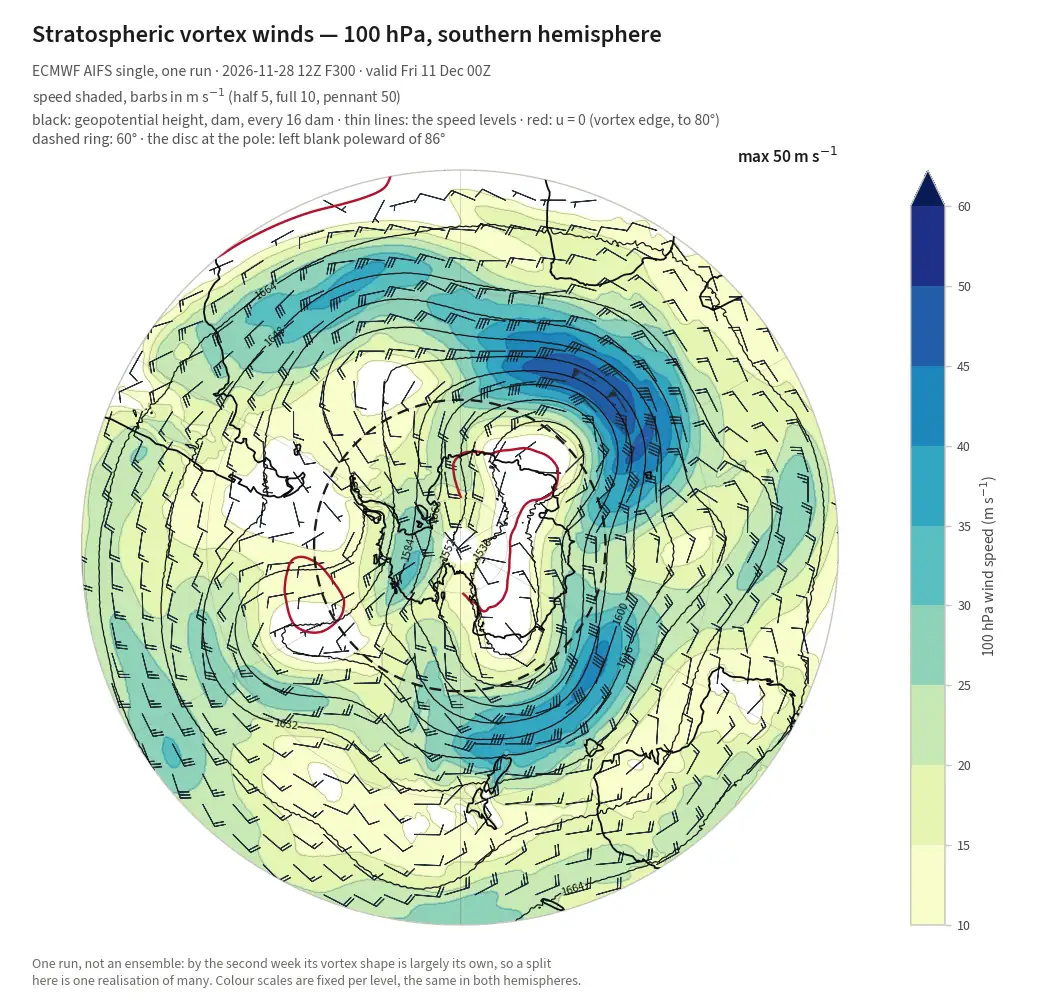 Stratospheric vortex winds — 100 hPa, southern hemisphere
ECMWF AIFS single, one run · 2026-11-28 12Z F300 · valid Fri 11 Dec 00Z
speed shaded, barbs in m s⁻¹ (half 5, full 10, pennant 50)
black: geopotential height, dam, every 16 dam · thin lines: the speed levels · red: u = 0 (vortex edge, to 80°)
dashed ring: 60° · the disc at the pole: left blank poleward of 86°
max 50 m s⁻¹
60
50
45
40
35
30
25
20
15
10
100 hPa wind speed (m s⁻¹)
1664
1584
1600
1616
1632
1664
One run, not an ensemble: by the second week its vortex shape is largely its own, so a split
here is one realisation of many. Colour scales are fixed per level, the same in both hemispheres.